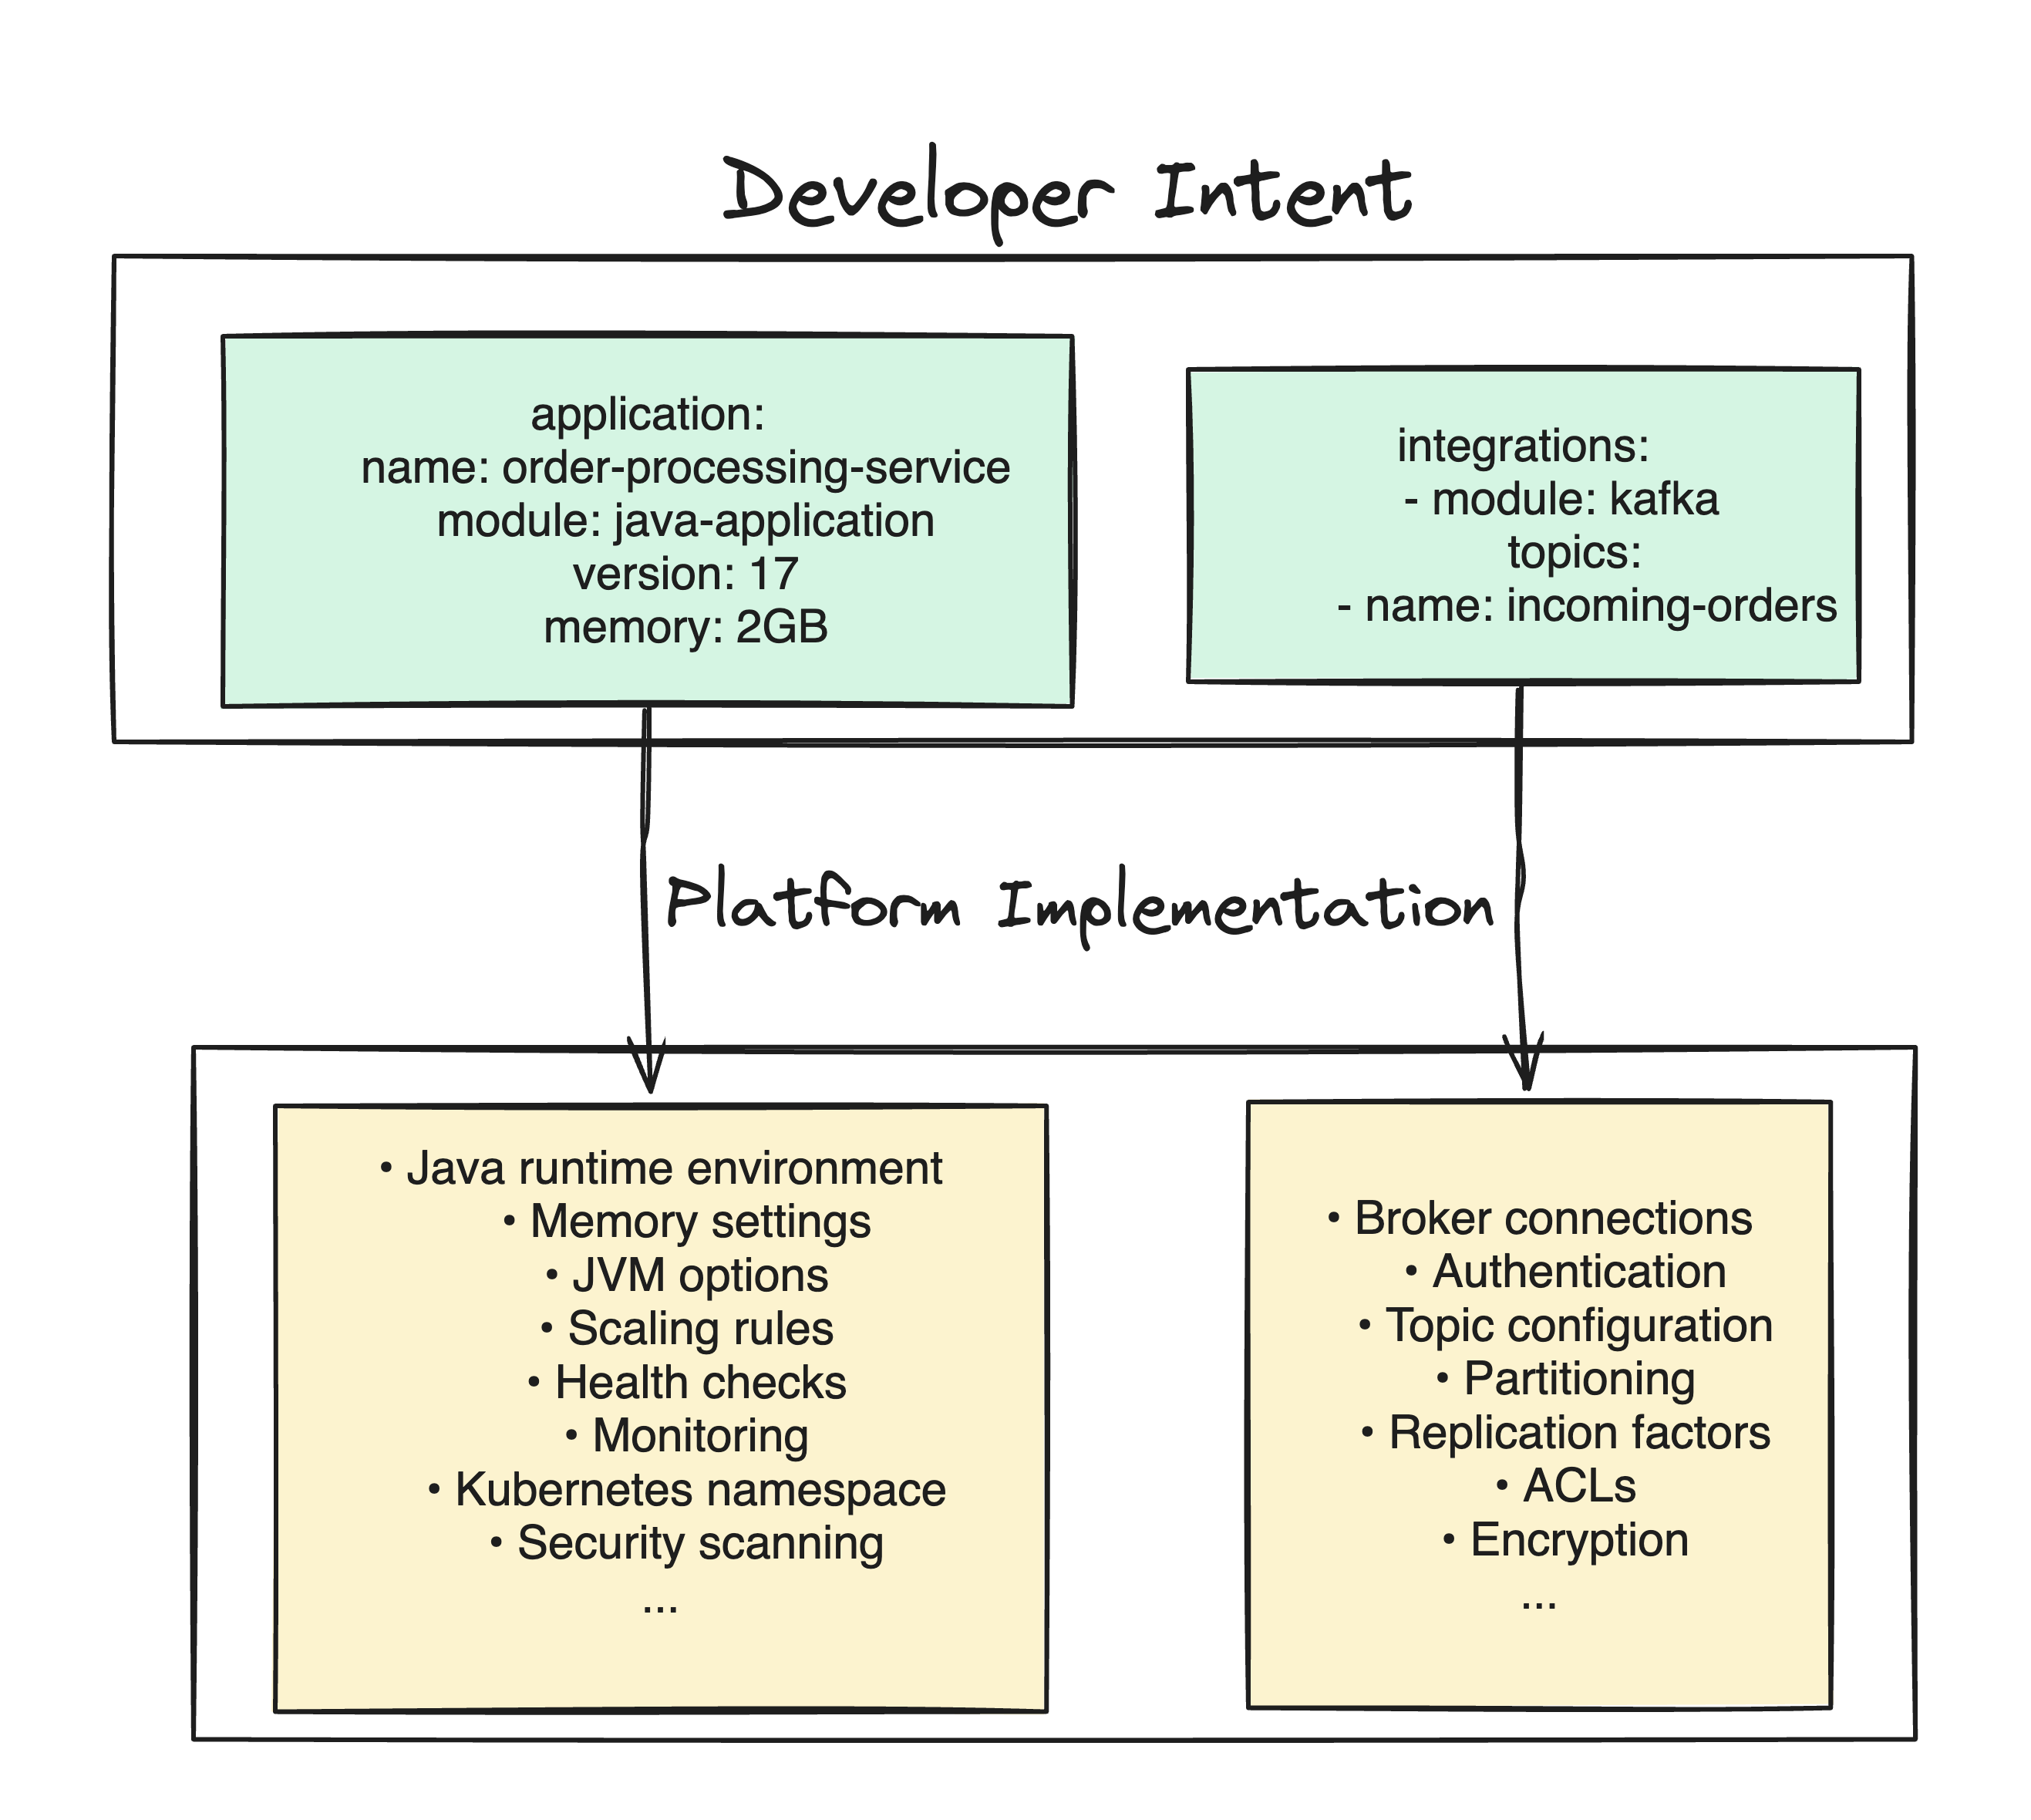 Developer Intent
application:
name: order-processing-service
module: java-application
version: 17
memory: 2GB
integrations:
- module: kafka
topics:
- name: incoming-orders
Platform Implementation
• Java runtime environment
• Memory settings
• JVM options
• Scaling rules
• Health checks
• Monitoring
• Kubernetes namespace
• Security scanning
...
• Broker connections
• Authentication
• Topic configuration
• Partitioning
• Replication factors
• ACLs
• Encryption
...